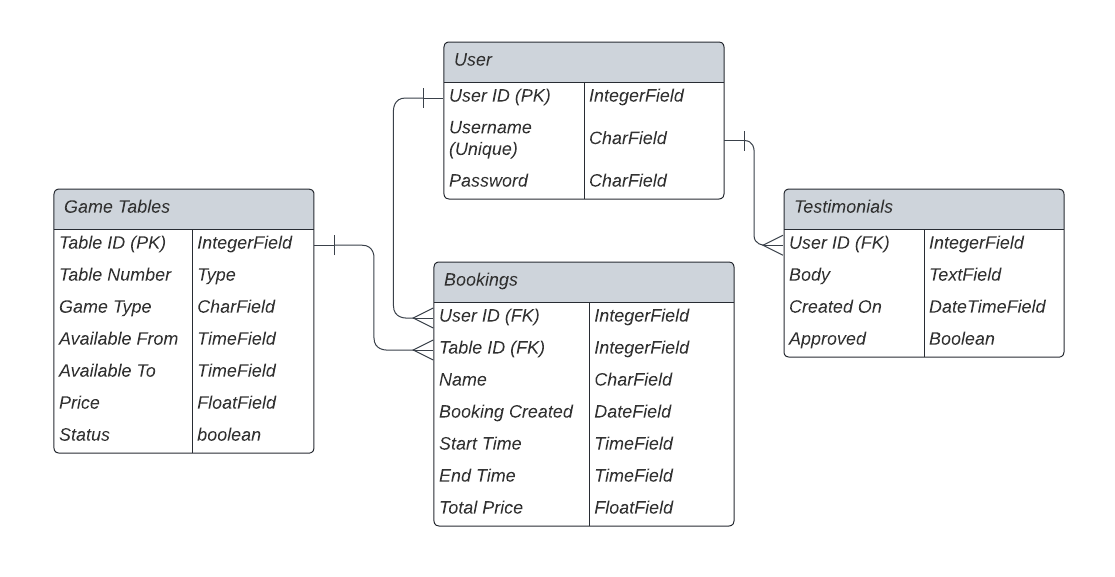 User
User ID (PK) IntegerField
Username
(Unique) CharField
Password CharField
Game Tables
Table ID (PK) IntegerField
Table Number Type
Game Type CharField
Available From TimeField
Available To TimeField
Price FloatField
Status boolean
Bookings
User ID (FK) IntegerField
Table ID (FK) IntegerField
Name CharField
Booking Created DateField
Start Time TimeField
End Time TimeField
Total Price FloatField
Testimonials
User ID (FK) IntegerField
Body TextField
Created On DateTimeField
Approved Boolean